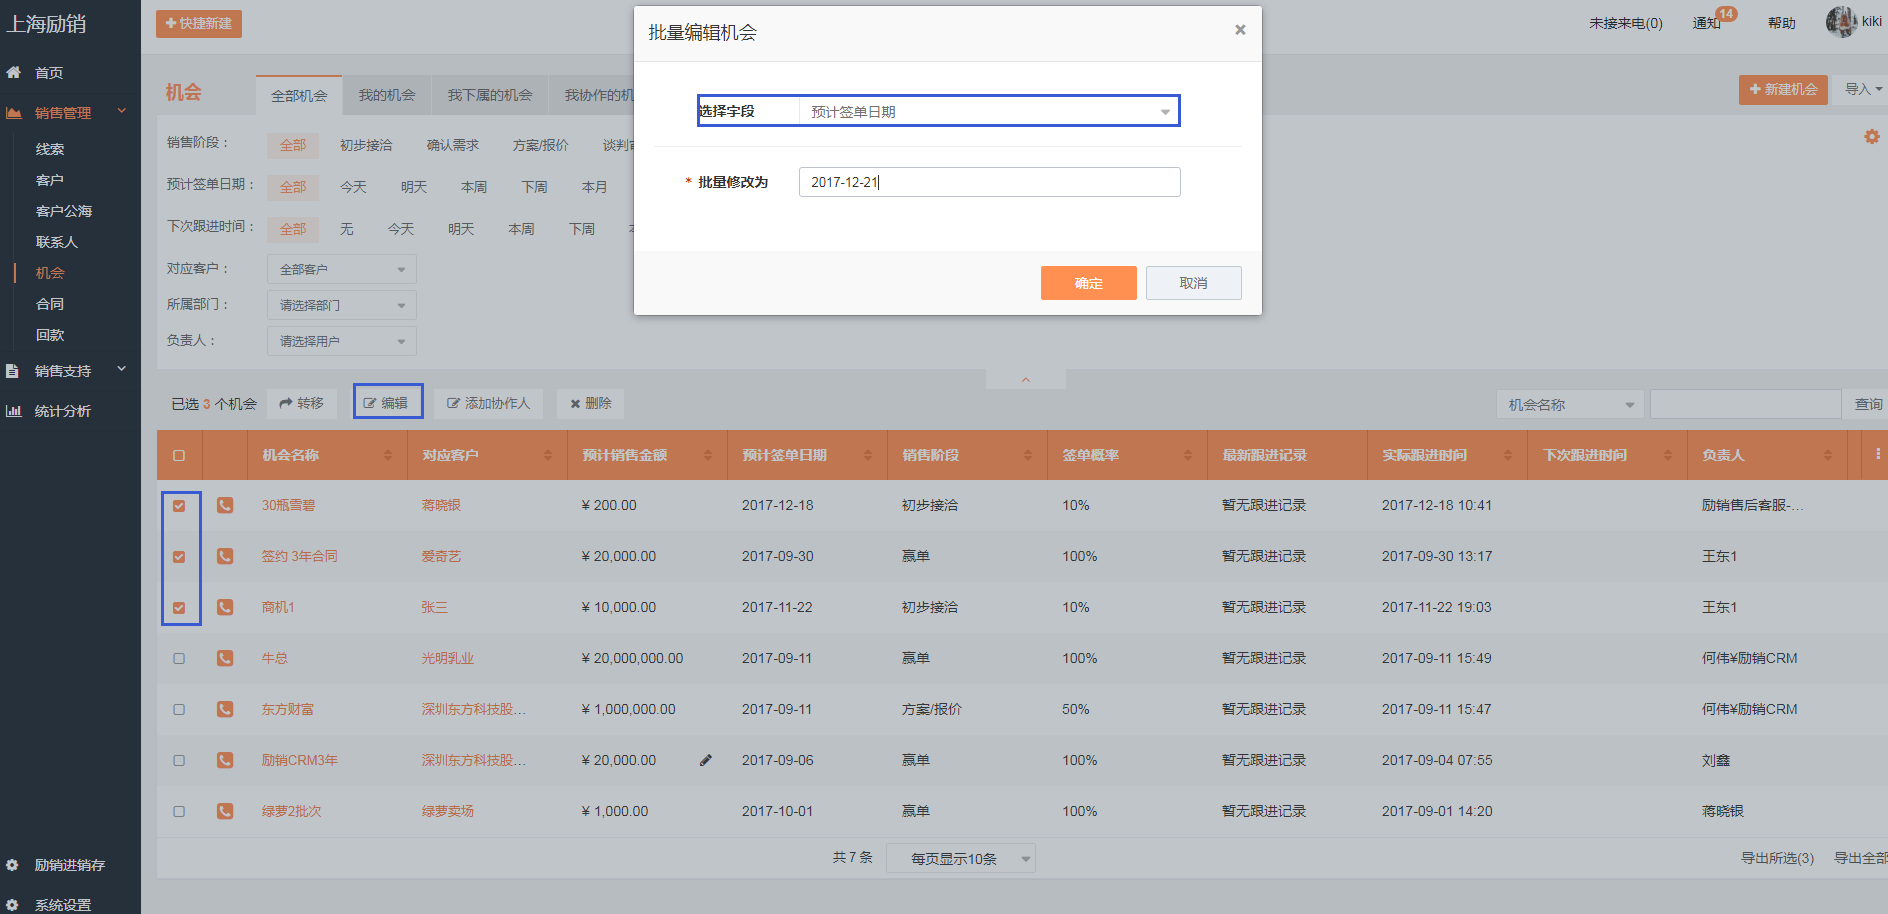 上海励销
快捷新建
未接来电(0) 通知 14 帮助 kiki
首页
销售管理
线索
客户
客户公海
联系人
机会
合同
回款
销售支持
统计分析
励销进销存
系统设置
批量编辑机会 ×
选择字段 预计签单日期
* 批量修改为 2017-12-21
确定 取消
机会 全部机会 我的机会 我下属的机会 我协作的机
新建机会 导入
销售阶段： 全部 初步接洽 确认需求 方案/报价 谈判
预计签单日期： 全部 今天 明天 本周 下周 本月
下次跟进时间： 全部 无 今天 明天 本周 下周
对应客户： 全部客户
所属部门： 请选择部门
负责人： 请选择用户
已选 3 个机会 转移 编辑 添加协作人 删除 机会名称 查询
机会名称 对应客户 预计销售金额 预计签单日期 销售阶段 签单概率 最新跟进记录 实际跟进时间 下次跟进时间 负责人
30瓶雪碧 蒋晓银 ¥ 200.00 2017-12-18 初步接洽 10% 暂无跟进记录 2017-12-18 10:41 励销售后客服-...
签约 3年合同 爱奇艺 ¥ 20,000.00 2017-09-30 赢单 100% 暂无跟进记录 2017-09-30 13:17 王东1
商机1 张三 ¥ 10,000.00 2017-11-22 初步接洽 10% 暂无跟进记录 2017-11-22 19:03 王东1
牛总 光明乳业 ¥ 20,000,000.00 2017-09-11 赢单 100% 暂无跟进记录 2017-09-11 15:49 何伟¥励销CRM
东方财富 深圳东方科技股... ¥ 1,000,000.00 2017-09-11 方案/报价 50% 暂无跟进记录 2017-09-11 15:47 何伟¥励销CRM
励销CRM3年 深圳东方科技股... ¥ 20,000.00 2017-09-06 赢单 100% 暂无跟进记录 2017-09-04 07:55 刘鑫
绿萝2批次 绿萝卖场 ¥ 1,000.00 2017-10-01 赢单 100% 暂无跟进记录 2017-09-01 14:20 蒋晓银
共 7 条 每页显示10条 导出所选(3) 导出全部